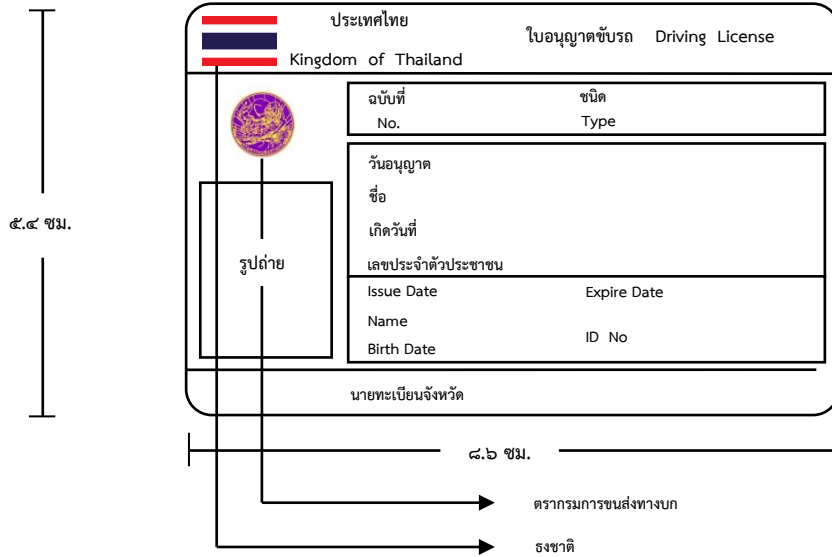 ประเทศไทย
ใบอนุญาตขับรถ Driving License
Kingdom of Thailand
ฉบับที่ ชนิด
No. Type
วันอนุญาต
ชื่อ
เกิดวันที่
เลขประจำตัวประชาชน
๕.๔ ซม.
รูปถ่าย
Issue Date Expire Date
Name
ID No
Birth Date
นายทะเบียนจังหวัด
๘.๖ ซม.
ตรากรมการขนส่งทางบก
ธงชาติ